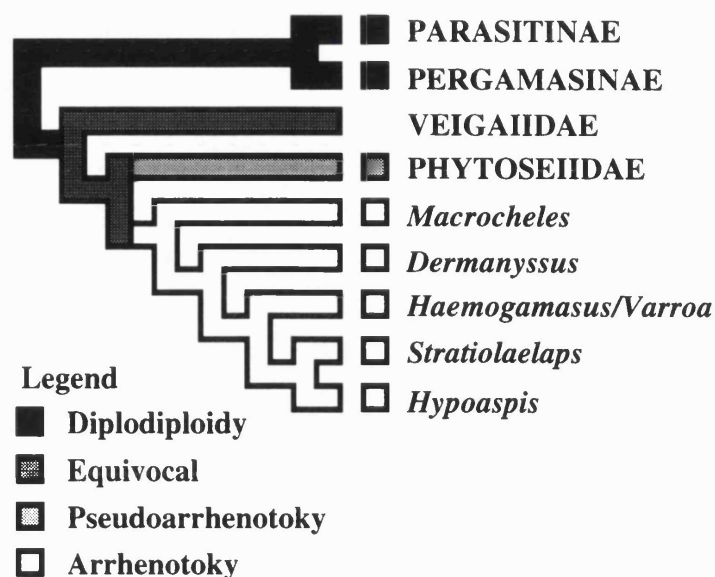 PARASITINAE
PERGAMASINAE
VEIGAIIDAE
PHYTOSEIIDAE
Macrocheles
Dermanyssus
Haemogamasus/Varroa
Stratiolaelaps
Hypoaspis
Legend
Diplodiploidy
Equivocal
Pseudoarrhenotoky
Arrhenotoky